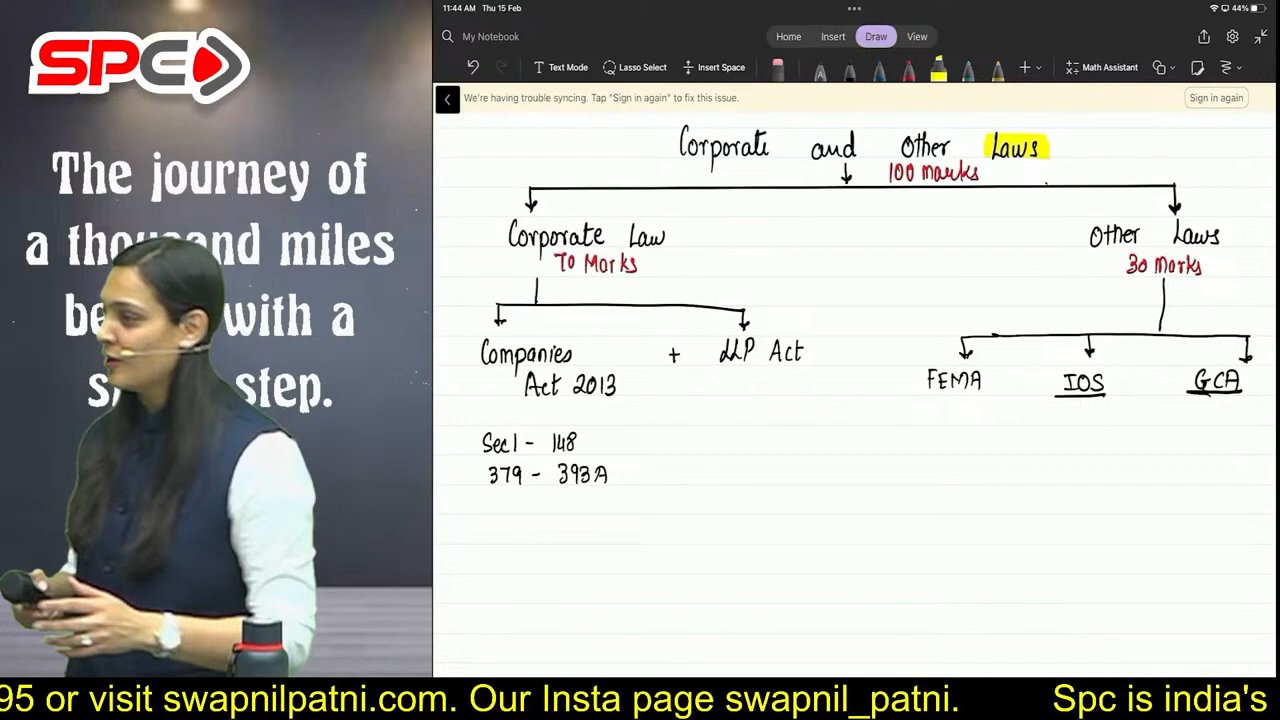 SPC
The journey of
a thousand miles
be with a
s step.
11:44 AM Thu 15 Feb
44%
My Notebook
Home Insert Draw View
Text Mode Lasso Select Insert Space Math Assistant
We're having trouble syncing. Tap "Sign in again" to fix this issue.
Sign in again
Corporate and Other Laws
100 marks
Corporate Law
70 Marks
Other Laws
30 Marks
Companies
Act 2013
+ LLP Act
FEMA IOS GCA
Sec 1 - 148
379 - 393A
95 or visit swapnilpatni.com. Our Insta page swapnil_patni. Spc is india's